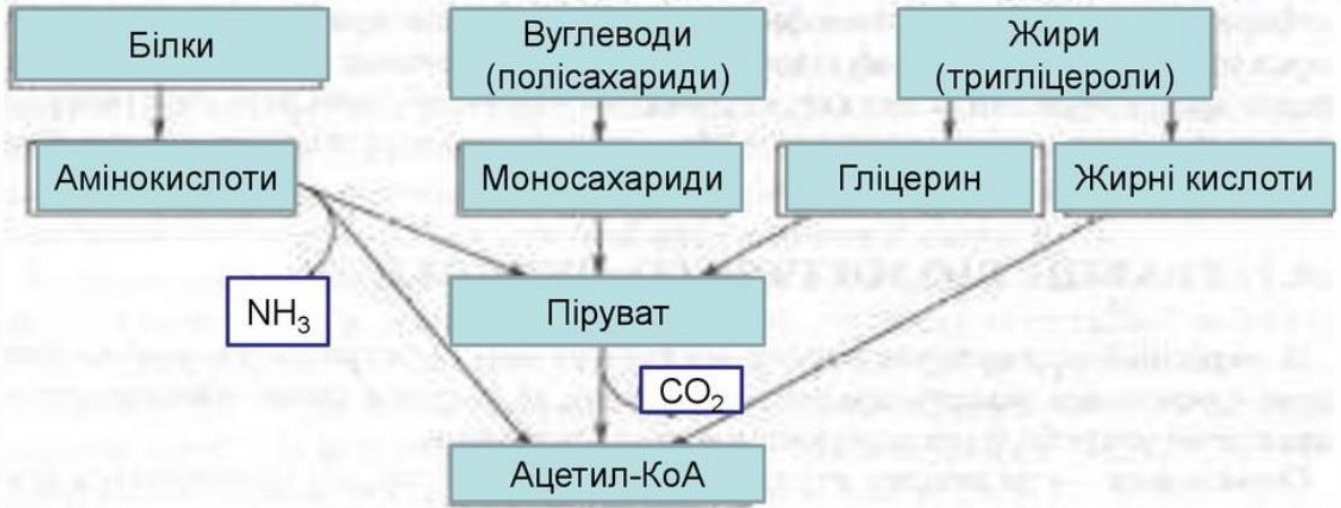 Білки
Вуглеводи
(полісахариди)
Жири
(тригліцероли)
Амінокислоти
Моносахариди
Гліцерин
Жирні кислоти
NH₃
Піруват
CO₂
Ацетил-КоА